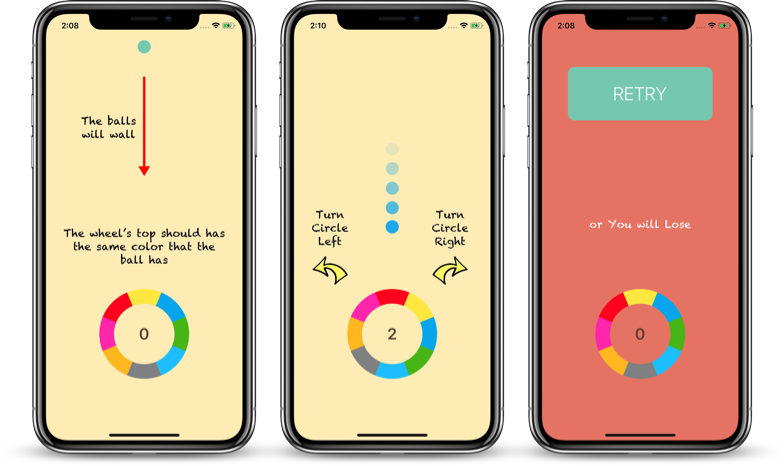 2:08
The balls
will wall
The wheel's top should has
the same color that the
ball has
0
2:10
Turn
Circle
Left
Turn
Circle
Right
2
2:08
RETRY
or You will Lose
0